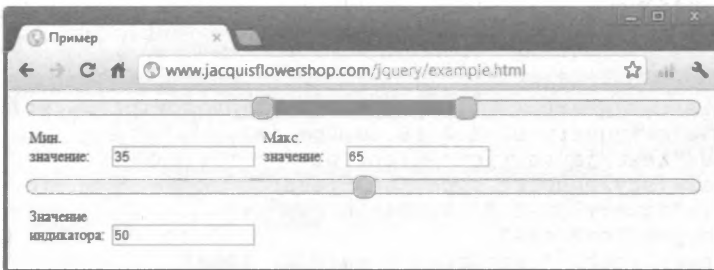 Пример
www.jacquisflowershop.com/jquery/example.html
Мин. значение: 35 Макс. значение: 65
Значение индикатора: 50